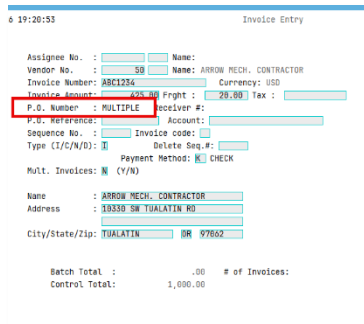 6 19:20:53 Invoice Entry
Assignee No. : Name:
Vendor No. : 50 Name: ARROW MECH. CONTRACTOR
Invoice Number: ABC1234 Currency: USD
Invoice Amount: 425.00 Frght : 20.00 Tax :
P.O. Number : MULTIPLE Receiver #:
P.O. Reference: Account:
Sequence No. : Invoice code:
Type (I/C/N/D): I Delete Seq.#:
Payment Method: K CHECK
Mult. Invoices: N (Y/N)
Name : ARROW MECH. CONTRACTOR
Address : 10330 SW TUALATIN RD
City/State/Zip: TUALATIN OR 97062
Batch Total : .00 # of Invoices:
Control Total: 1,000.00